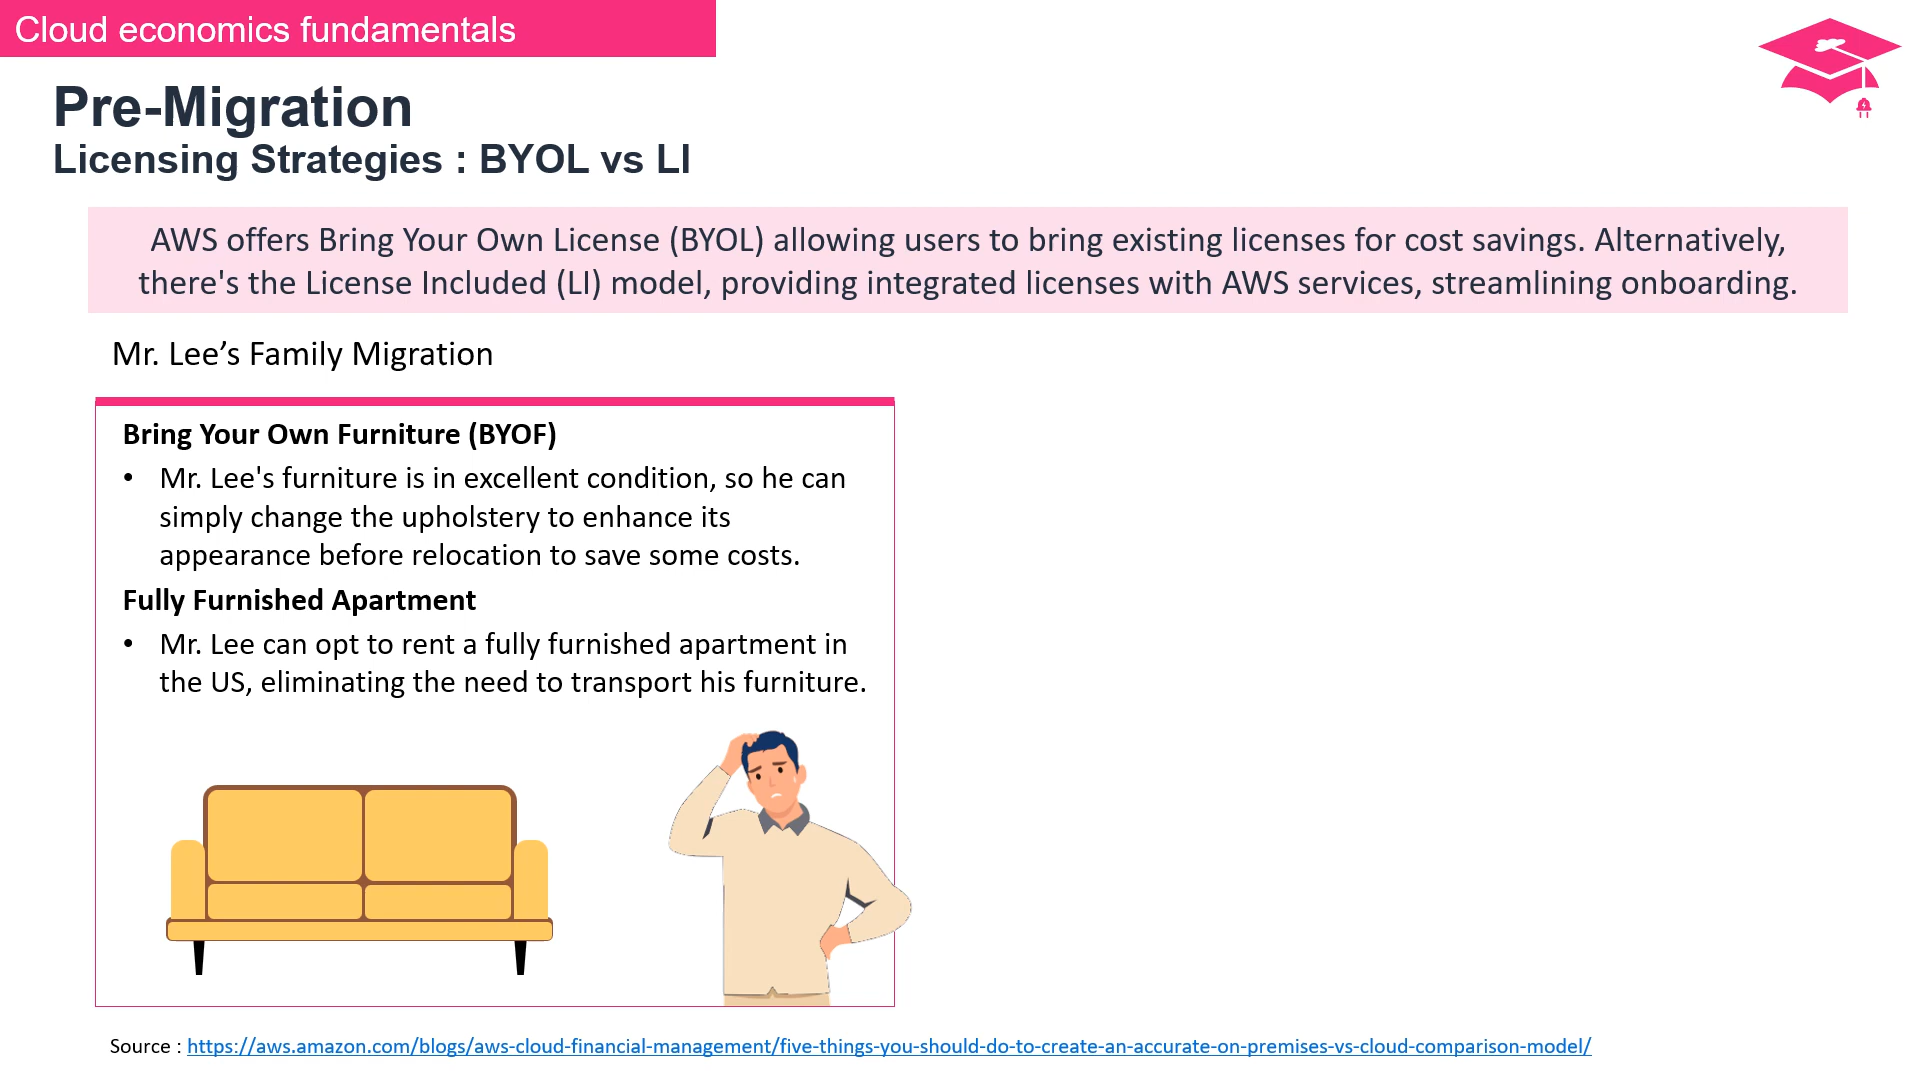 Cloud economics fundamentals
Pre-Migration
Licensing Strategies : BYOL vs LI
AWS offers Bring Your Own License (BYOL) allowing users to bring existing licenses for cost savings. Alternatively,
there's the License Included (LI) model, providing integrated licenses with AWS services, streamlining onboarding.
Mr. Lee’s Family Migration
Bring Your Own Furniture (BYOF)
• Mr. Lee's furniture is in excellent condition, so he can
simply change the upholstery to enhance its
appearance before relocation to save some costs.
Fully Furnished Apartment
• Mr. Lee can opt to rent a fully furnished apartment in
the US, eliminating the need to transport his furniture.
Source : https://aws.amazon.com/blogs/aws-cloud-financial-management/five-things-you-should-do-to-create-an-accurate-on-premises-vs-cloud-comparison-model/